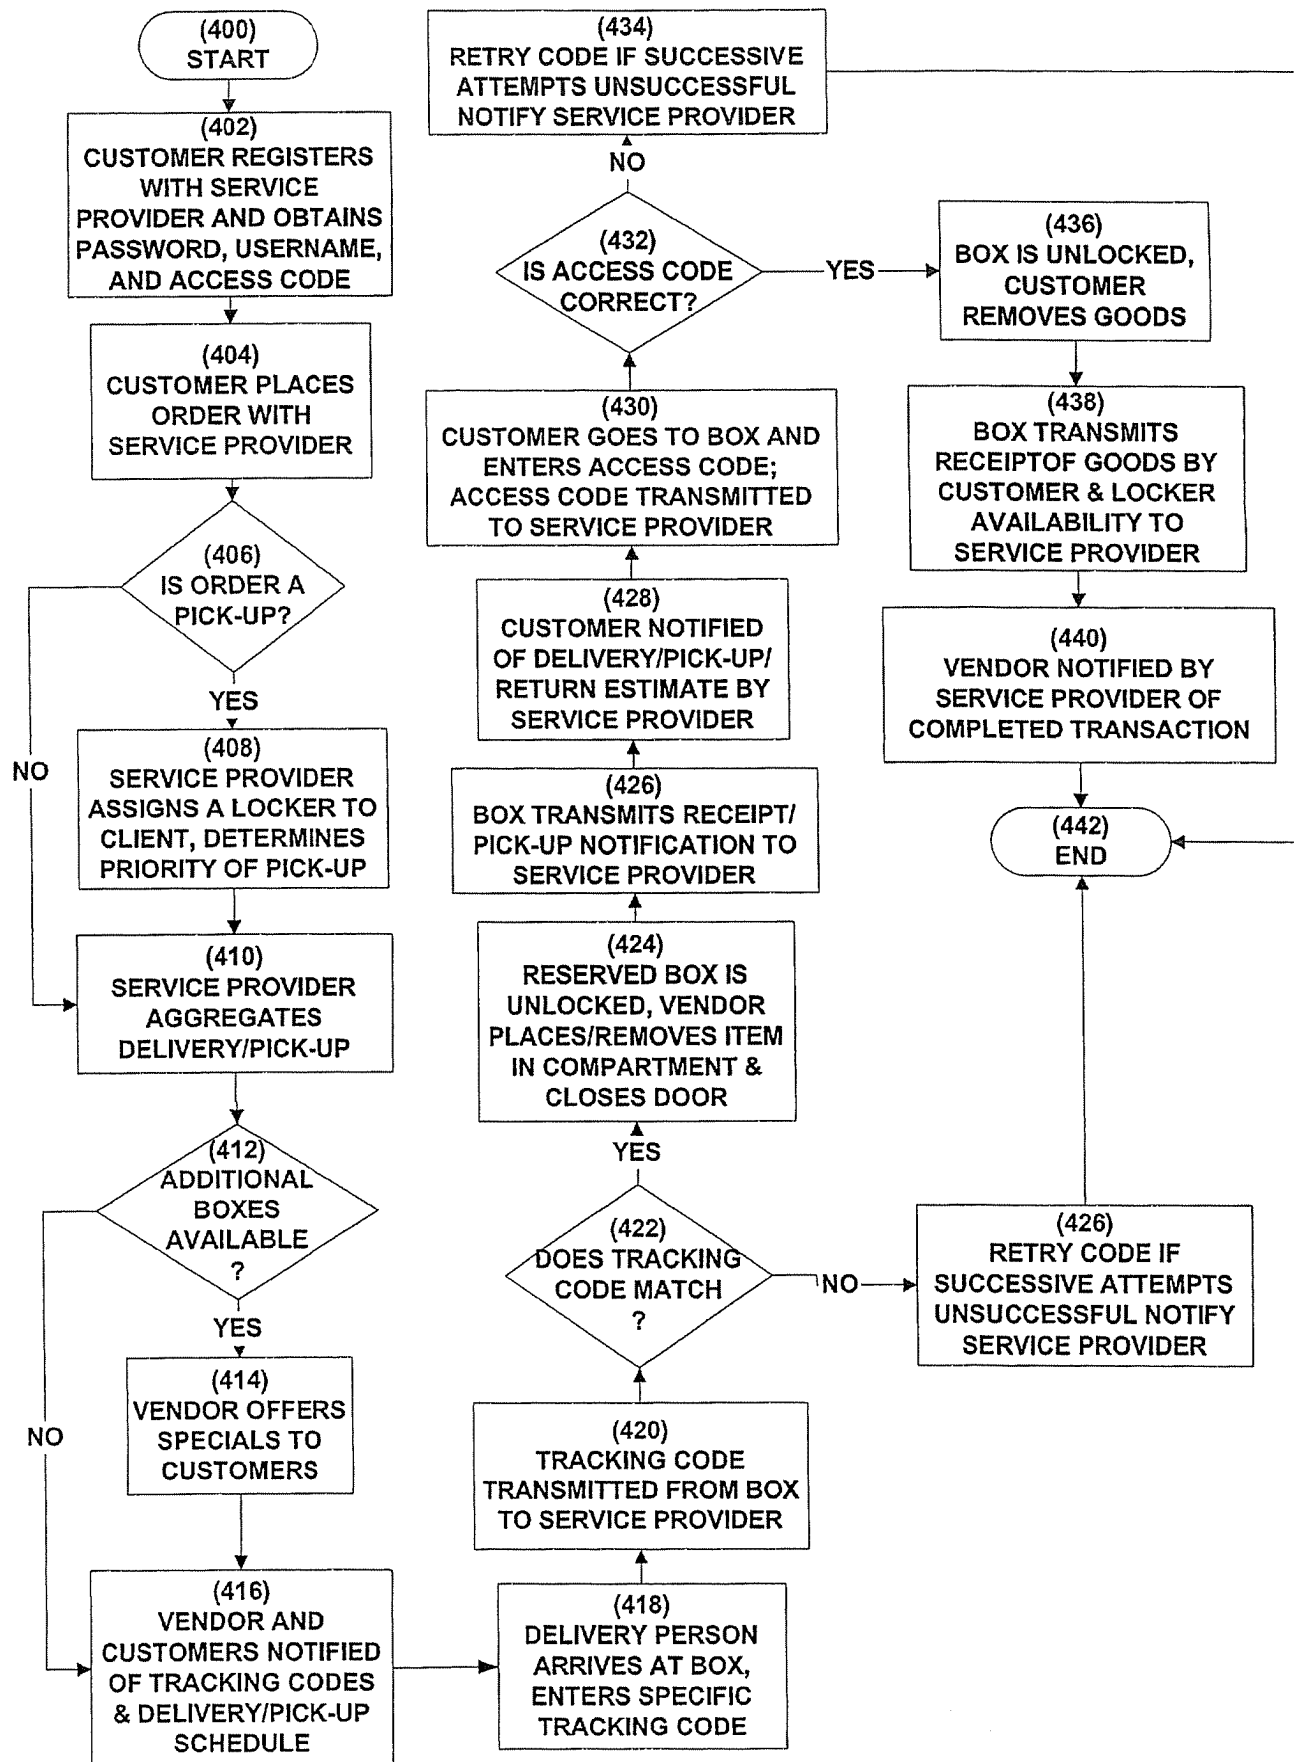 (400)
START
(402)
CUSTOMER REGISTERS
WITH SERVICE
PROVIDER AND OBTAINS
PASSWORD, USERNAME,
AND ACCESS CODE
(404)
CUSTOMER PLACES
ORDER WITH
SERVICE PROVIDER
(406)
IS ORDER A
PICK-UP?
YES
NO
(408)
SERVICE PROVIDER
ASSIGNS A LOCKER TO
CLIENT, DETERMINES
PRIORITY OF PICK-UP
(410)
SERVICE PROVIDER
AGGREGATES
DELIVERY/PICK-UP
(412)
ADDITIONAL
BOXES
AVAILABLE
?
YES
NO
(414)
VENDOR OFFERS
SPECIALS TO
CUSTOMERS
(416)
VENDOR AND
CUSTOMERS NOTIFIED
OF TRACKING CODES
& DELIVERY/PICK-UP
SCHEDULE
(418)
DELIVERY PERSON
ARRIVES AT BOX,
ENTERS SPECIFIC
TRACKING CODE
(420)
TRACKING CODE
TRANSMITTED FROM BOX
TO SERVICE PROVIDER
(422)
DOES TRACKING
CODE MATCH
?
NO
YES
(424)
RESERVED BOX IS
UNLOCKED, VENDOR
PLACES/REMOVES ITEM
IN COMPARTMENT &
CLOSES DOOR
(426)
BOX TRANSMITS RECEIPT/
PICK-UP NOTIFICATION TO
SERVICE PROVIDER
(428)
CUSTOMER NOTIFIED
OF DELIVERY/PICK-UP/
RETURN ESTIMATE BY
SERVICE PROVIDER
(430)
CUSTOMER GOES TO BOX AND
ENTERS ACCESS CODE;
ACCESS CODE TRANSMITTED
TO SERVICE PROVIDER
(432)
IS ACCESS CODE
CORRECT?
NO
YES
(434)
RETRY CODE IF SUCCESSIVE
ATTEMPTS UNSUCCESSFUL
NOTIFY SERVICE PROVIDER
(436)
BOX IS UNLOCKED,
CUSTOMER
REMOVES GOODS
(438)
BOX TRANSMITS
RECEIPTOF GOODS BY
CUSTOMER & LOCKER
AVAILABILITY TO
SERVICE PROVIDER
(440)
VENDOR NOTIFIED BY
SERVICE PROVIDER OF
COMPLETED TRANSACTION
(442)
END
(426)
RETRY CODE IF
SUCCESSIVE ATTEMPTS
UNSUCCESSFUL NOTIFY
SERVICE PROVIDER